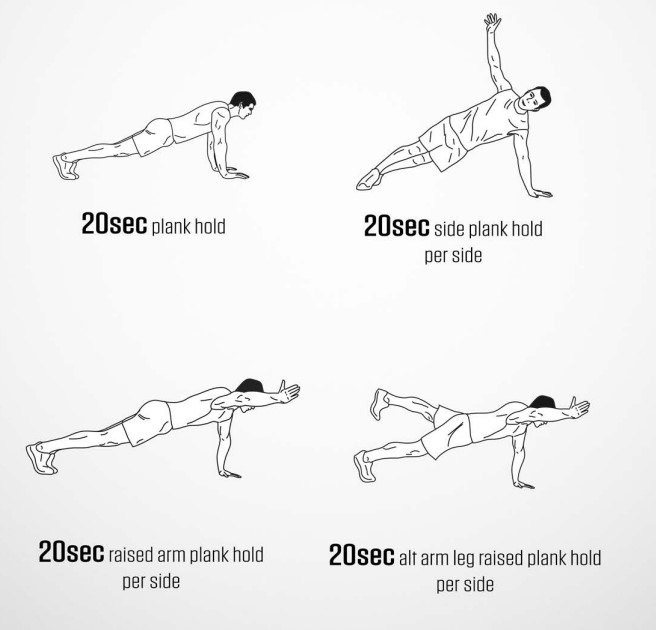 20sec plank hold
20sec side plank hold
per side
20sec raised arm plank hold
per side
20sec alt arm leg raised plank hold
per side